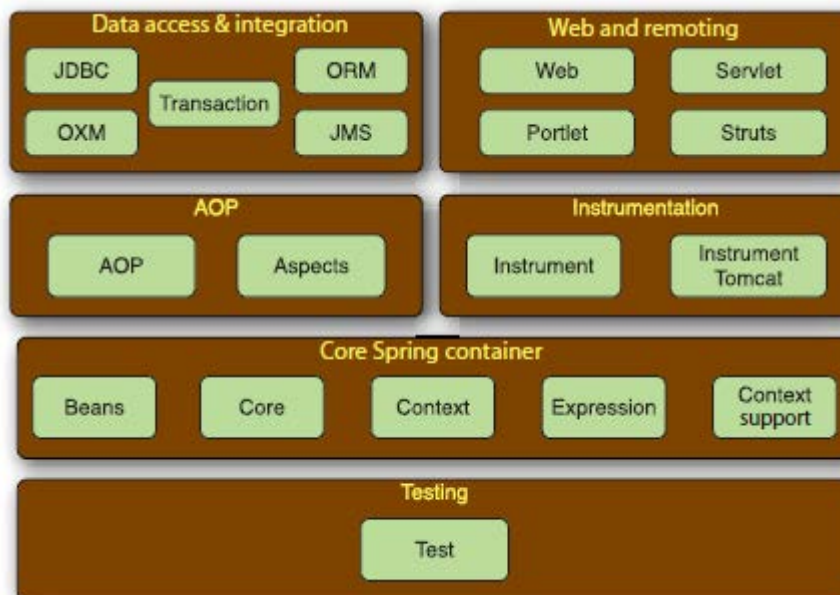 Data access & integration
JDBC
ORM
Transaction
OXM
JMS
Web and remoting
Web
Servlet
Portlet
Struts
AOP
AOP
Aspects
Instrumentation
Instrument
Instrument
Tomcat
Core Spring container
Beans
Core
Context
Expression
Context
support
Testing
Test